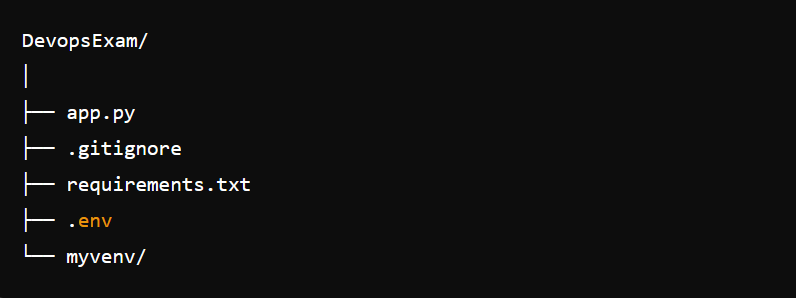 DevopsExam/
│
├── app.py
├── .gitignore
├── requirements.txt
├── .env
└── myvenv/